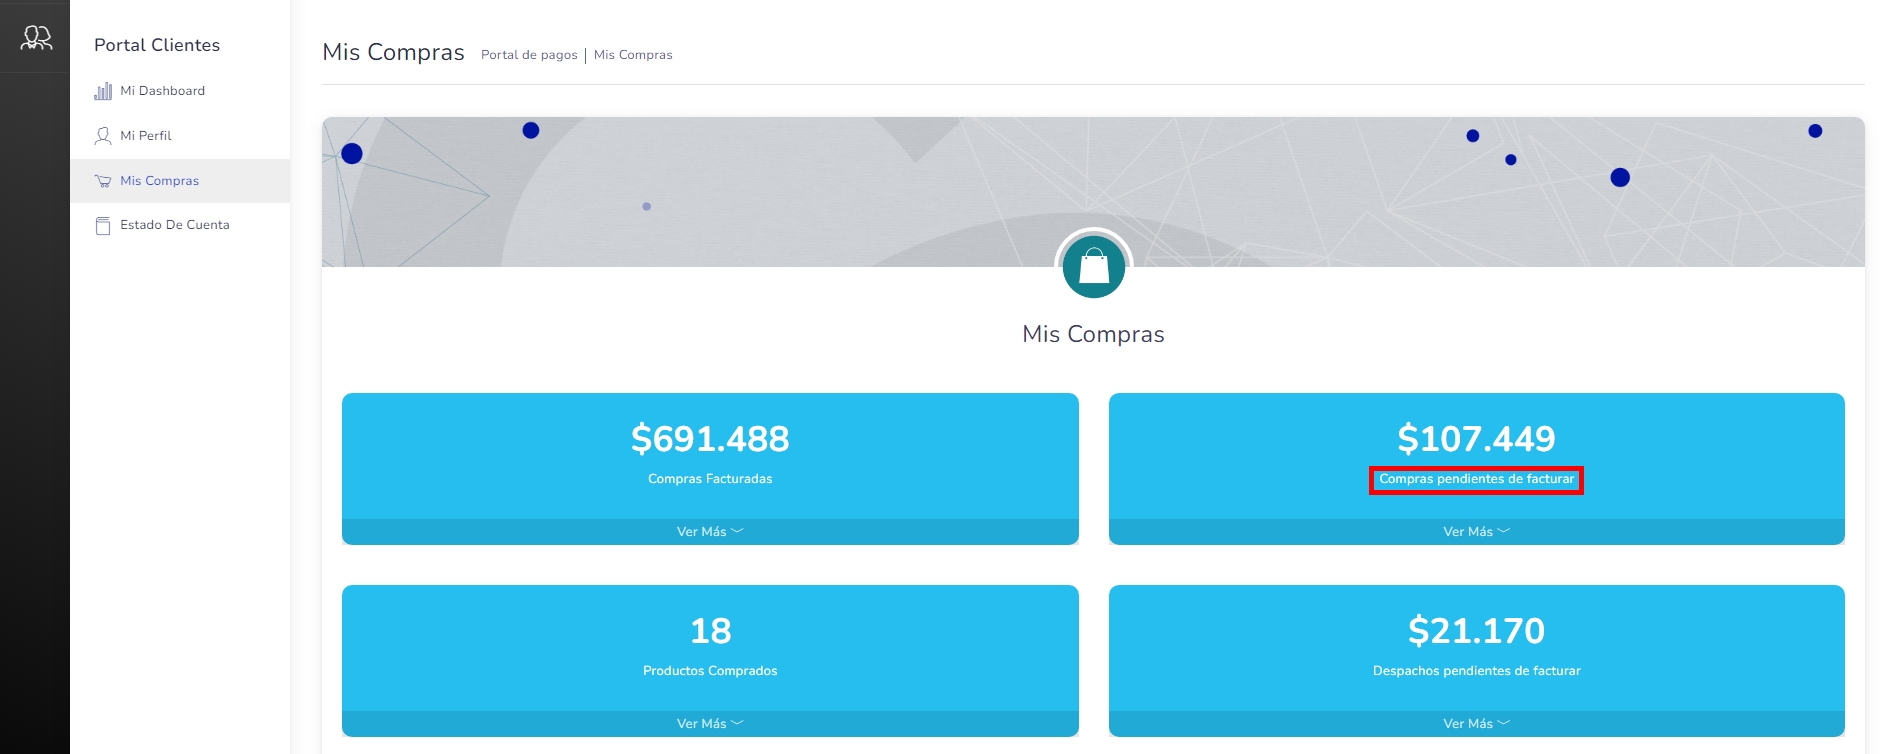 Portal Clientes
Mi Dashboard
Mi Perfil
Mis Compras
Estado De Cuenta
Mis Compras Portal de pagos | Mis Compras
Mis Compras
$691.488
Compras Facturadas
Ver Más
$107.449
Compras pendientes de facturar
Ver Más
18
Productos Comprados
Ver Más
$21.170
Despachos pendientes de facturar
Ver Más